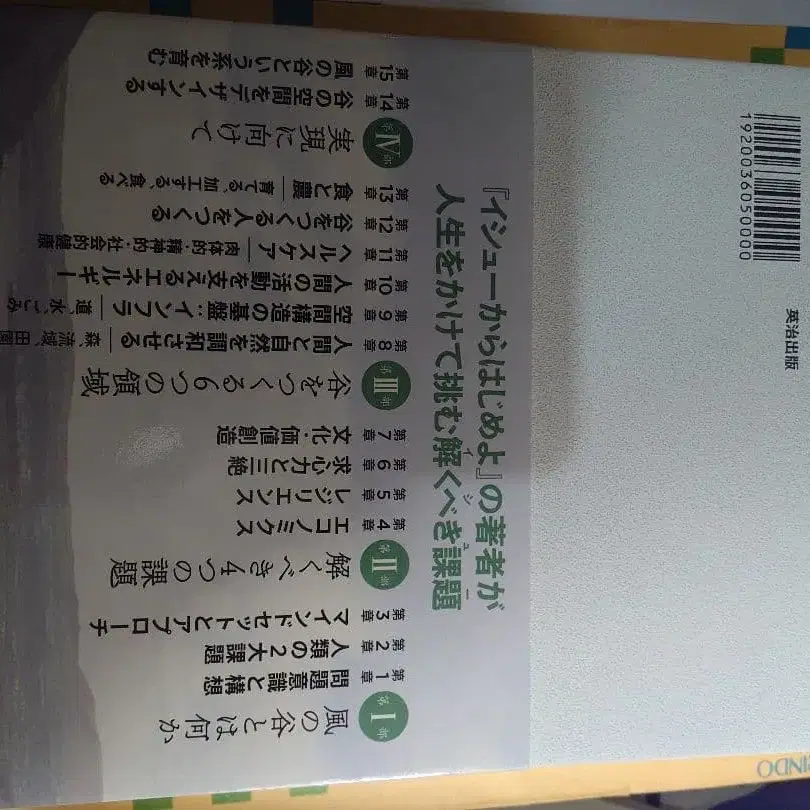 『イシューからはじめよ』の著者が
人生をかけて挑む解くべき課題
イシュー
第Ⅰ部 風の谷とは何か
第1章 問題意識と構想
第2章 人類の2大課題
第3章 マインドセットとアプローチ
第Ⅱ部 解くべき4つの課題
第4章 エコノミクス
第5章 レジリエンス
第6章 求心力と三絶
第7章 文化・価値創造
第Ⅲ部 谷をつくる6つの領域
第8章 人間と自然を調和させる｜森、流域、田園
第9章 空間構造の基盤：インフラ｜道、水、ごみ
第10章 人間の活動を支えるエネルギー
第11章 ヘルスケア｜肉体的・精神的・社会的健康
第12章 谷をつくる人をつくる
第13章 食と農｜育てる、加工する、食べる
第Ⅳ部 実現に向けて
第14章 谷の空間をデザインする
第15章 風の谷という系を育む
1920036050000
英治出版
EINDO